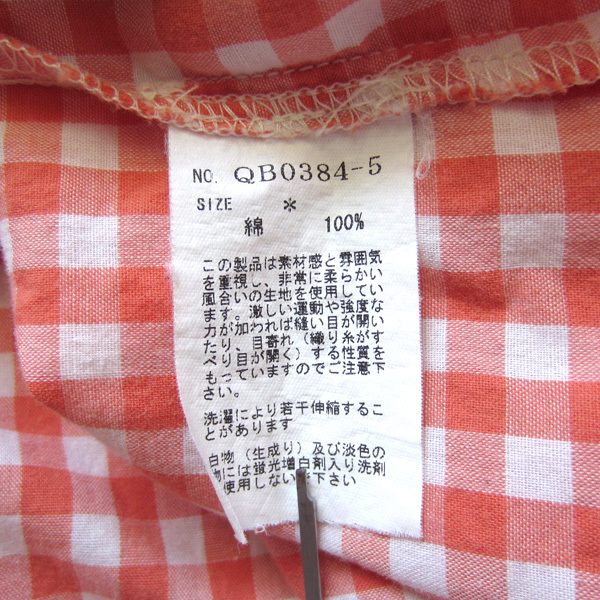 NO. QB0384-5
SIZE *
綿 100%
この製品は素材感と雰囲気
を重視し、非常に柔らかい
風合いの生地を使用してい
ます。激しい運動や強度な
力が加われば縫い目が開い
たり、目寄れ(織り糸がす
べり目が開く)する性質を
もっていますのでご注意下
さい。
洗濯により若干伸縮するこ
とがあります
白物(生成り)及び淡色の
物には蛍光増白剤入り洗剤
使用しない下さい